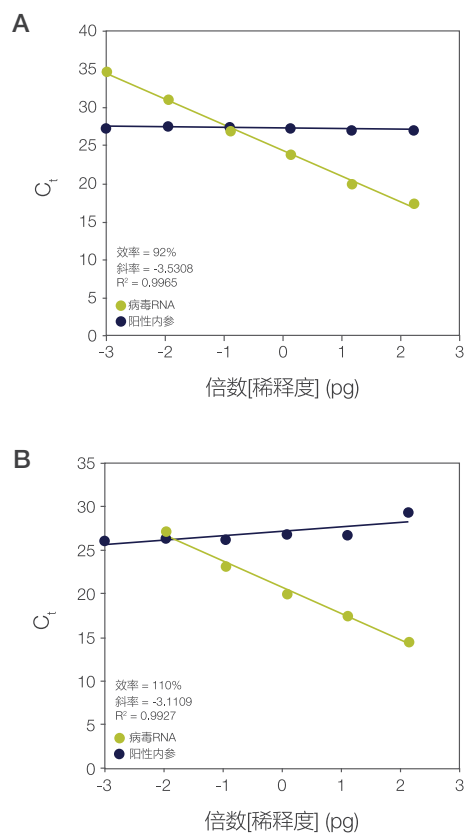 A
40
35
30
25
20
15
10
5
0
Ct
效率 = 92%
斜率 = -3.5308
R² = 0.9965
病毒RNA
阳性内参
-3 -2 -1 0 1 2 3
倍数[稀释度] (pg)
B
35
30
25
20
15
10
5
0
Ct
效率 = 110%
斜率 = -3.1109
R² = 0.9927
病毒RNA
阳性内参
-3 -2 -1 0 1 2 3
倍数[稀释度] (pg)